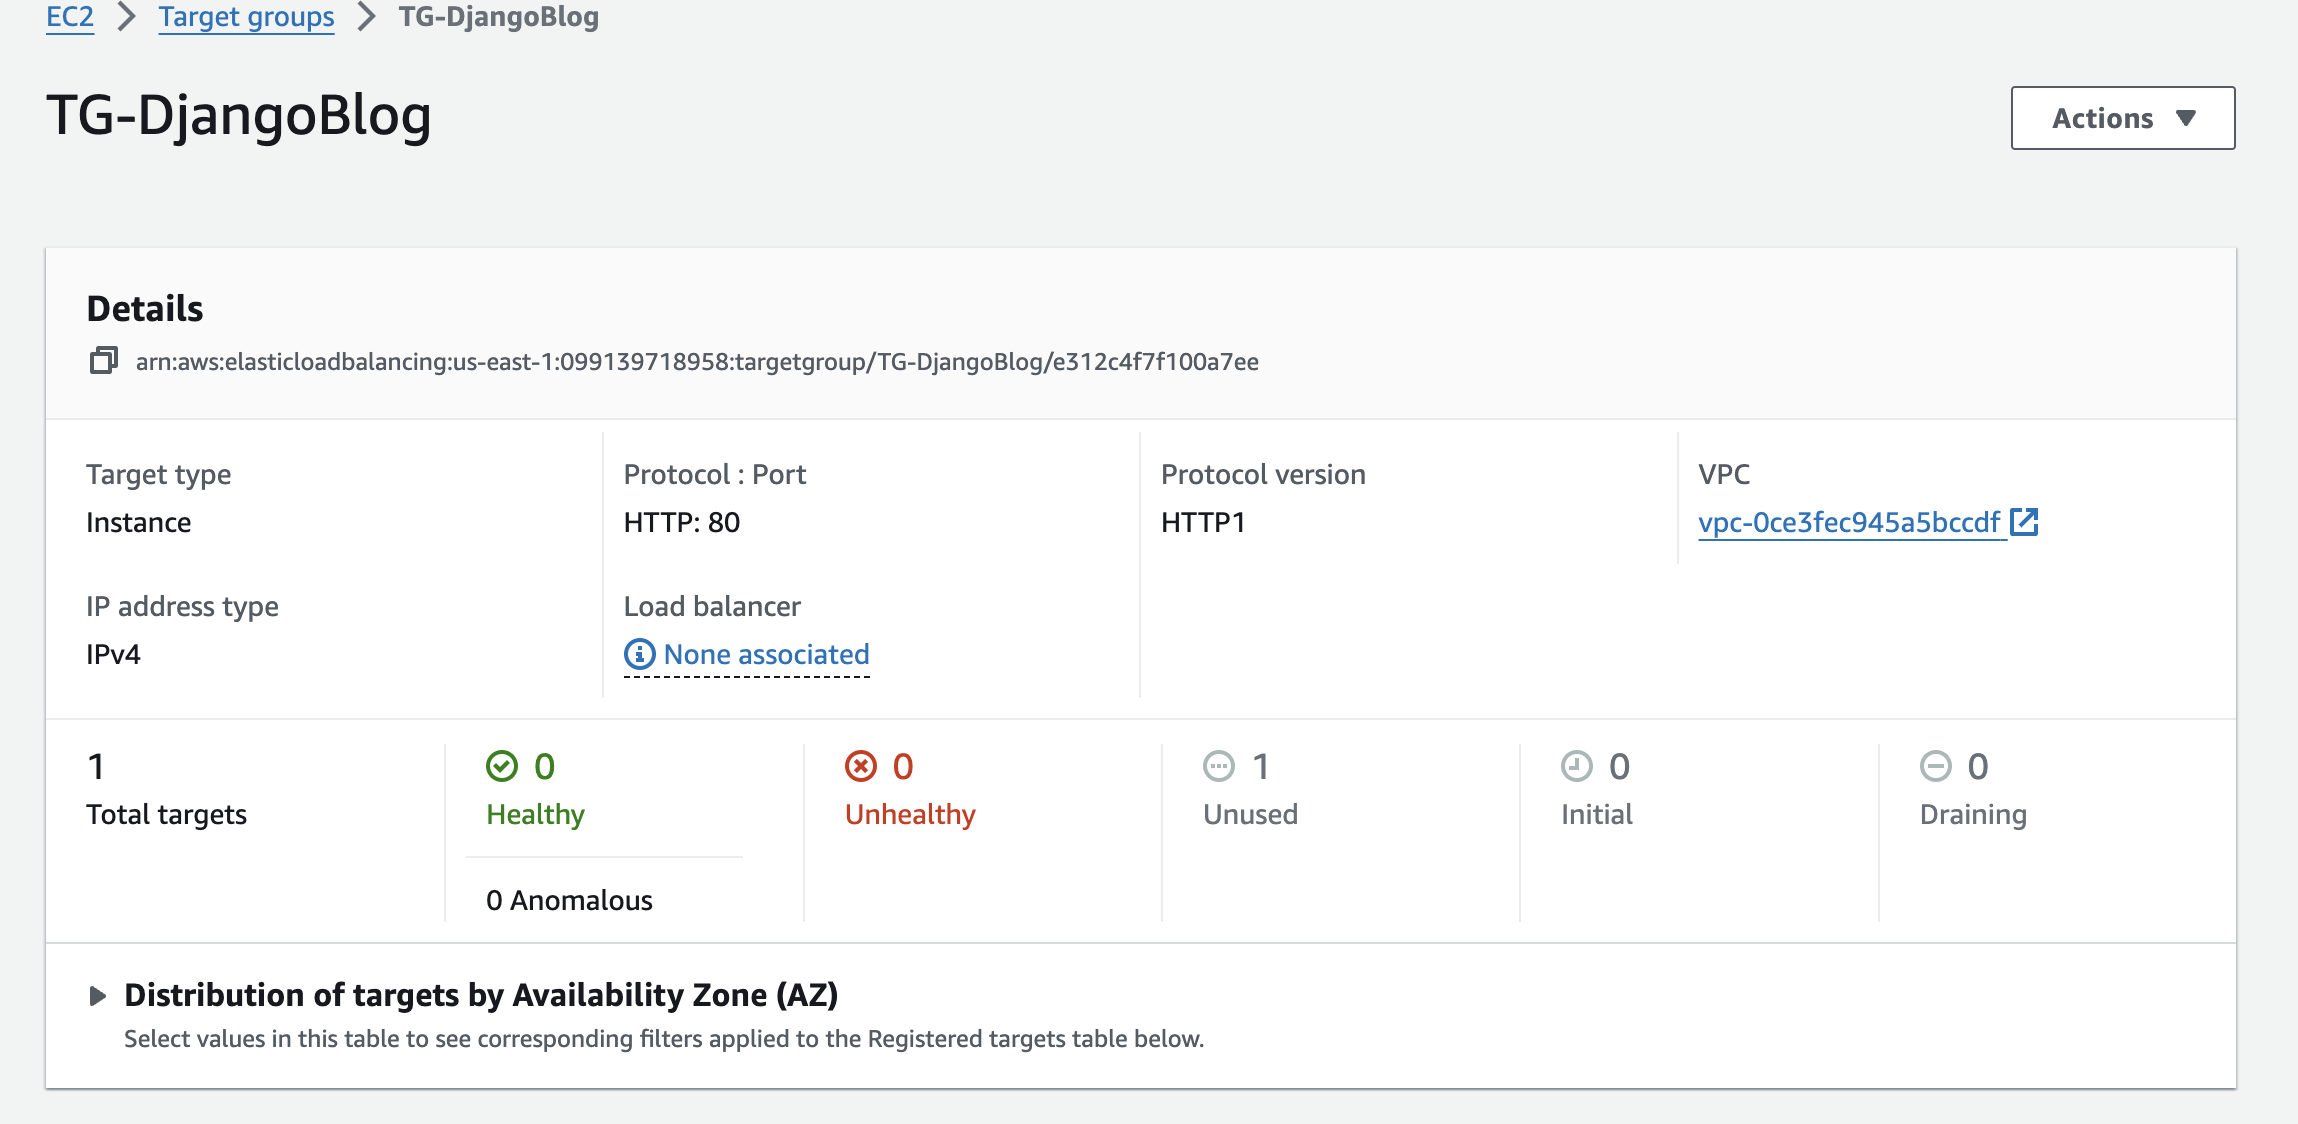 EC2 > Target groups > TG-DjangoBlog
TG-DjangoBlog
Actions
Details
arn:aws:elasticloadbalancing:us-east-1:099139718958:targetgroup/TG-DjangoBlog/e312c4f7f100a7ee
Target type
Instance
Protocol : Port
HTTP: 80
Protocol version
HTTP1
VPC
vpc-0ce3fec945a5bccdf
IP address type
IPv4
Load balancer
None associated
1
Total targets
0
Healthy
0 Anomalous
0
Unhealthy
1
Unused
0
Initial
0
Draining
Distribution of targets by Availability Zone (AZ)
Select values in this table to see corresponding filters applied to the Registered targets table below.